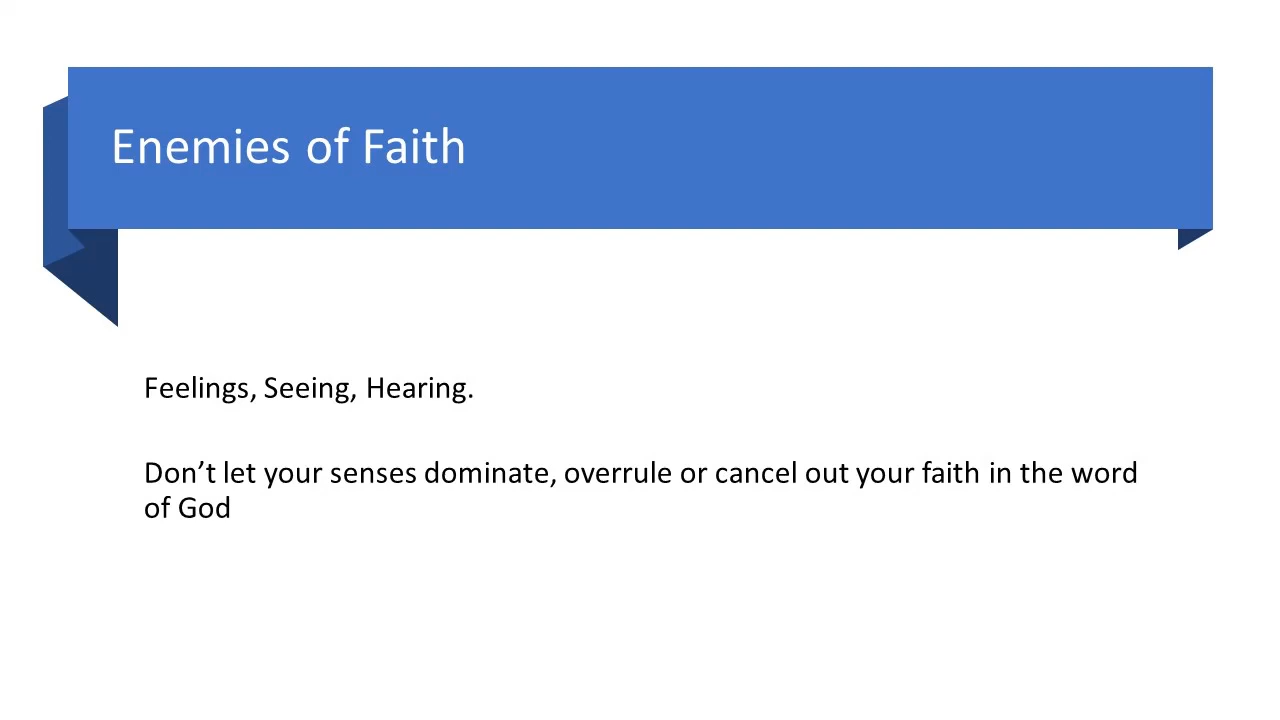 Enemies of Faith
Feelings, Seeing, Hearing.
Don’t let your senses dominate, overrule or cancel out your faith in the word
of God